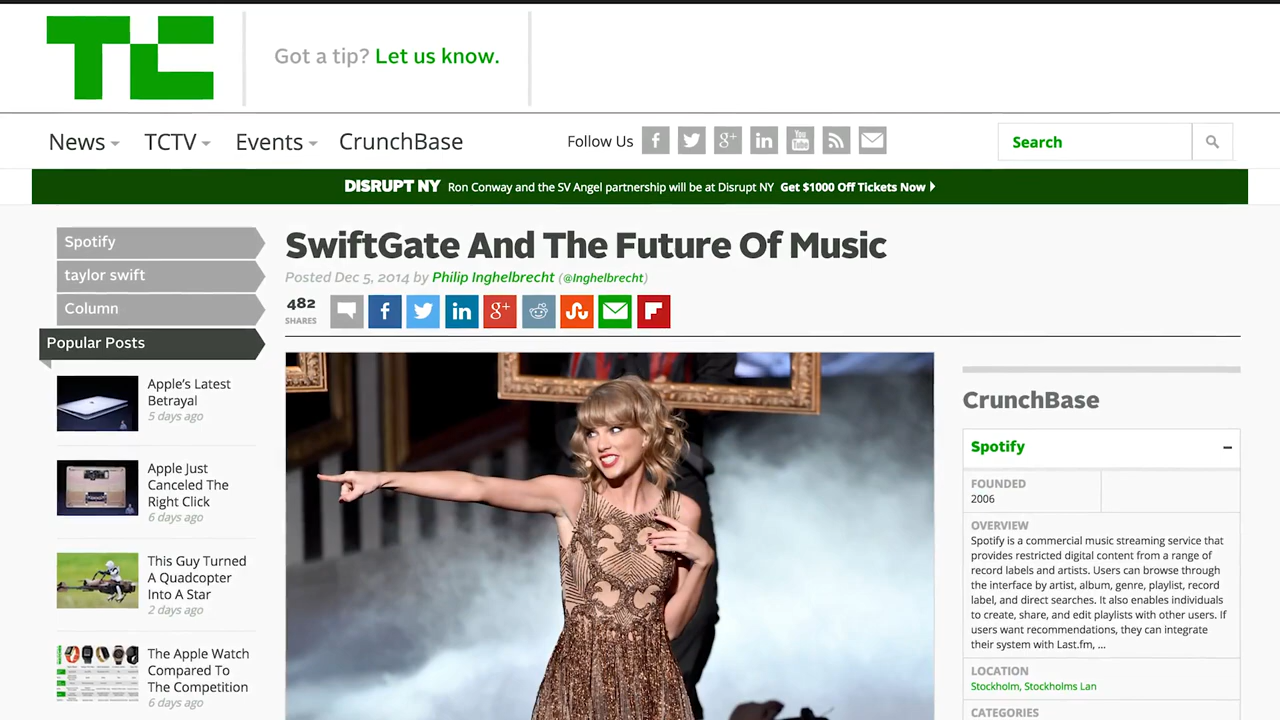 TC
Got a tip? Let us know.
News
TCTV
Events
CrunchBase
Follow Us
Search
DISRUPT NY Ron Conway and the SV Angel partnership will be at Disrupt NY Get $1000 Off Tickets Now
Spotify
taylor swift
Column
Popular Posts
Apple's Latest
Betrayal
5 days ago
Apple Just
Canceled The
Right Click
6 days ago
This Guy Turned
A Quadcopter
Into A Star
2 days ago
The Apple Watch
Compared To
The Competition
6 days ago
SwiftGate And The Future Of Music
Posted Dec 5, 2014 by Philip Inghelbrecht (@Inghelbrecht)
482
SHARES
CrunchBase
Spotify
FOUNDED
2006
OVERVIEW
Spotify is a commercial music streaming service that
provides restricted digital content from a range of
record labels and artists. Users can browse through
the interface by artist, album, genre, playlist, record
label, and direct searches. It also enables individuals
to create, share, and edit playlists with other users. If
users want recommendations, they can integrate
their system with Last.fm, ...
LOCATION
Stockholm, Stockholms Lan
CATEGORIES